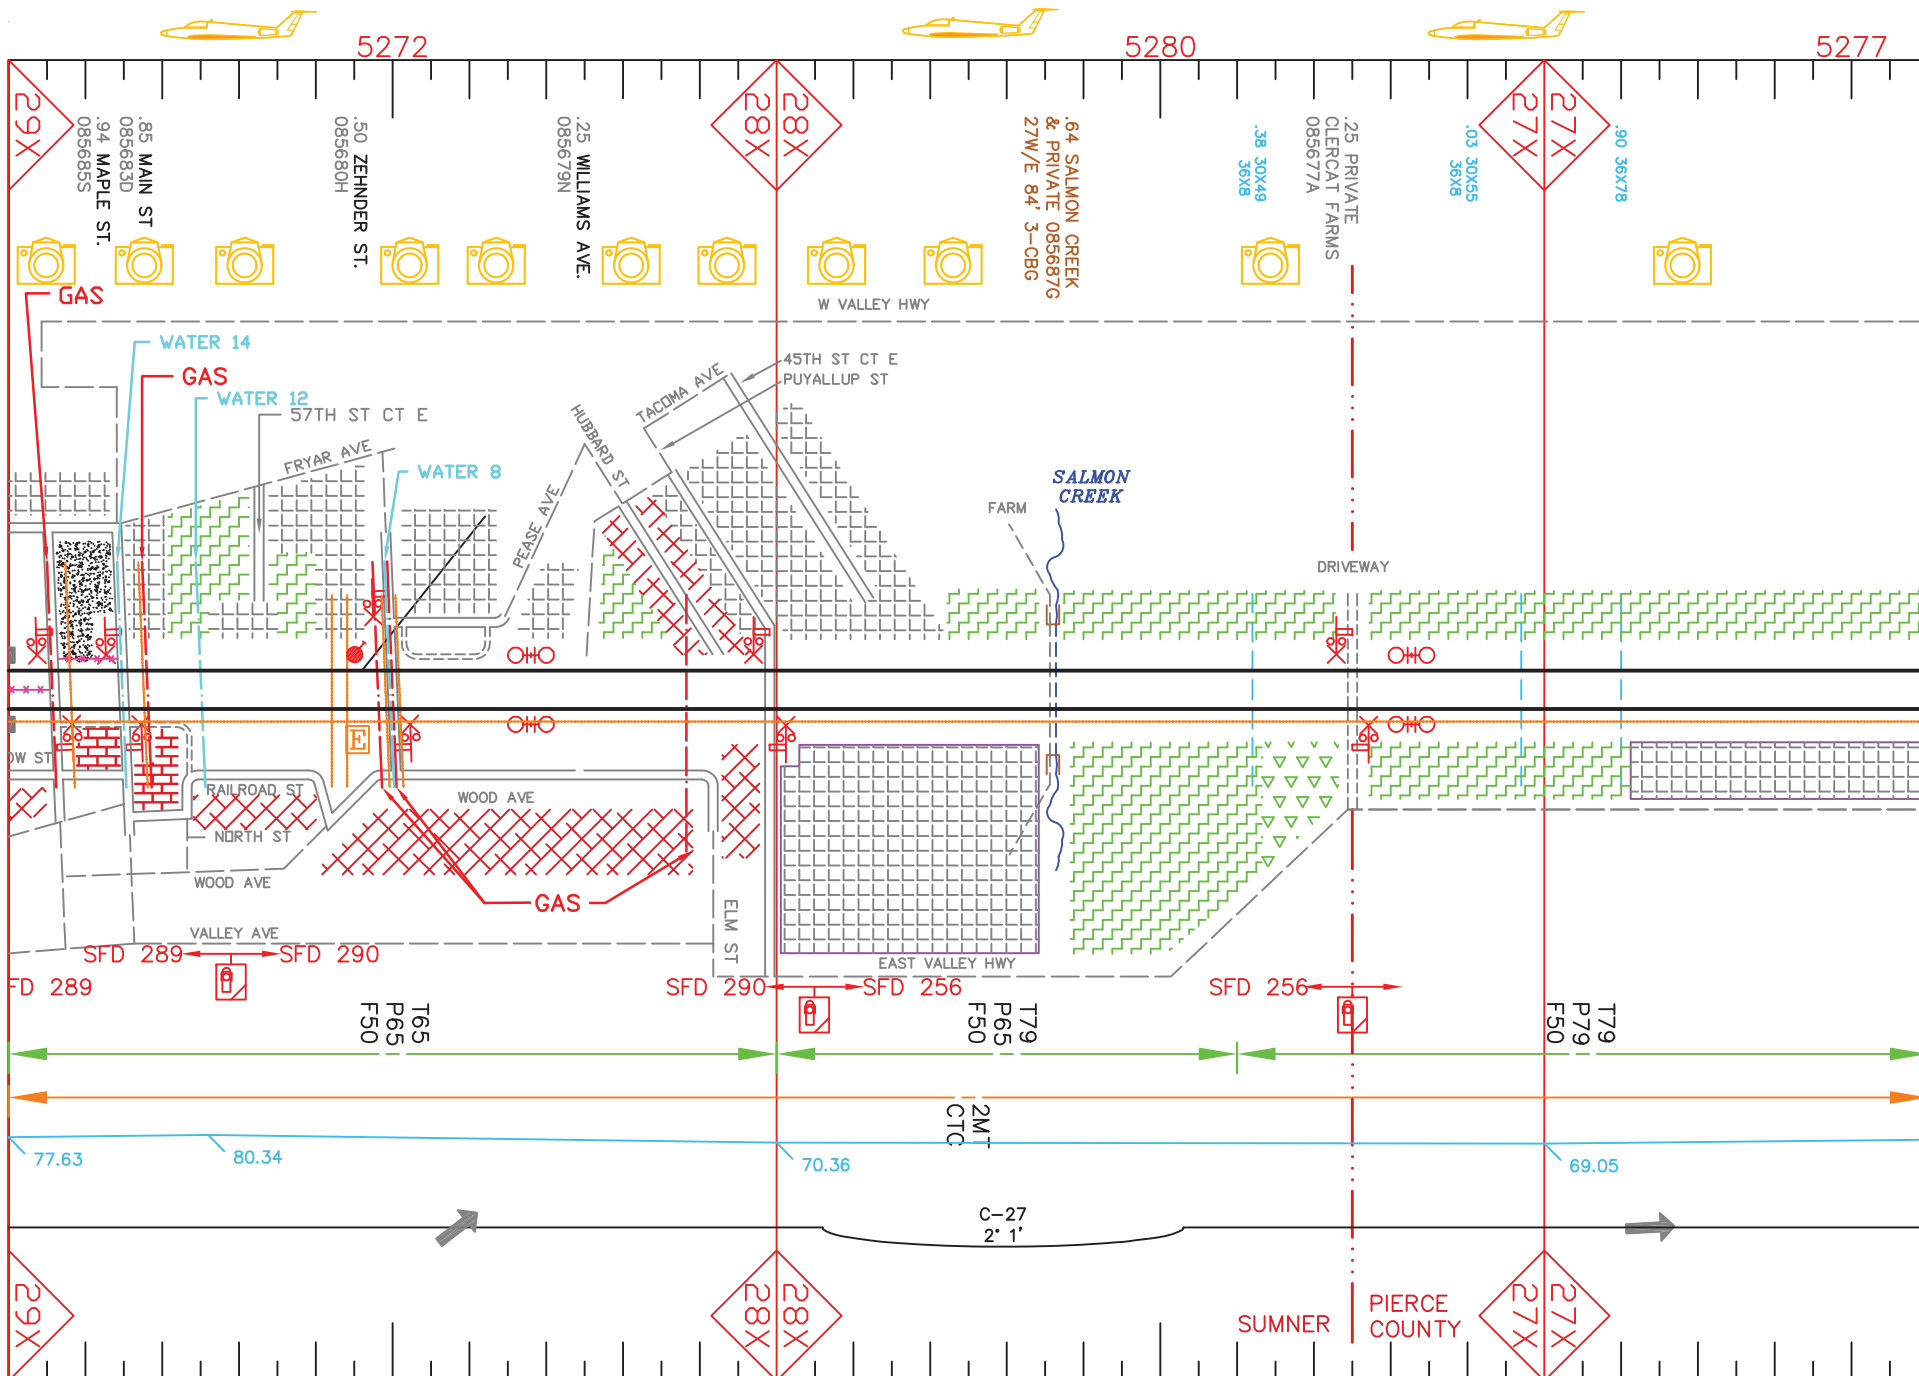 5272
5280
5277
29X
28X
28X
27X
27X
.94 MAPLE ST.
085685S
.85 MAIN ST
085683D
.50 ZEHNDER ST.
085680H
.25 WILLIAMS AVE.
085679N
.64 SALMON CREEK
& PRIVATE 085687G
27W/E 84' 3-CBG
.38 30X49
36X8
.25 PRIVATE
CLERCAT FARMS
085677A
.03 30X55
36X8
.90 36X78
GAS
W VALLEY HWY
WATER 14
GAS
WATER 12
57TH ST CT E
FRYAR AVE
WATER 8
PEASE AVE
HUBBARD ST
TACOMA AVE
45TH ST CT E
PUYALLUP ST
FARM
SALMON
CREEK
DRIVEWAY
E
OW ST
RAILROAD ST
NORTH ST
WOOD AVE
WOOD AVE
GAS
VALLEY AVE
ELM ST
EAST VALLEY HWY
SFD 289
SFD 290
FD 289
SFD 290
SFD 256
SFD 256
T65
P65
F50
T79
P65
F50
T79
P79
F50
2MT
CTC
77.63
80.34
70.36
69.05
C-27
2° 1'
29X
28X
28X
27X
27X
SUMNER
PIERCE
COUNTY